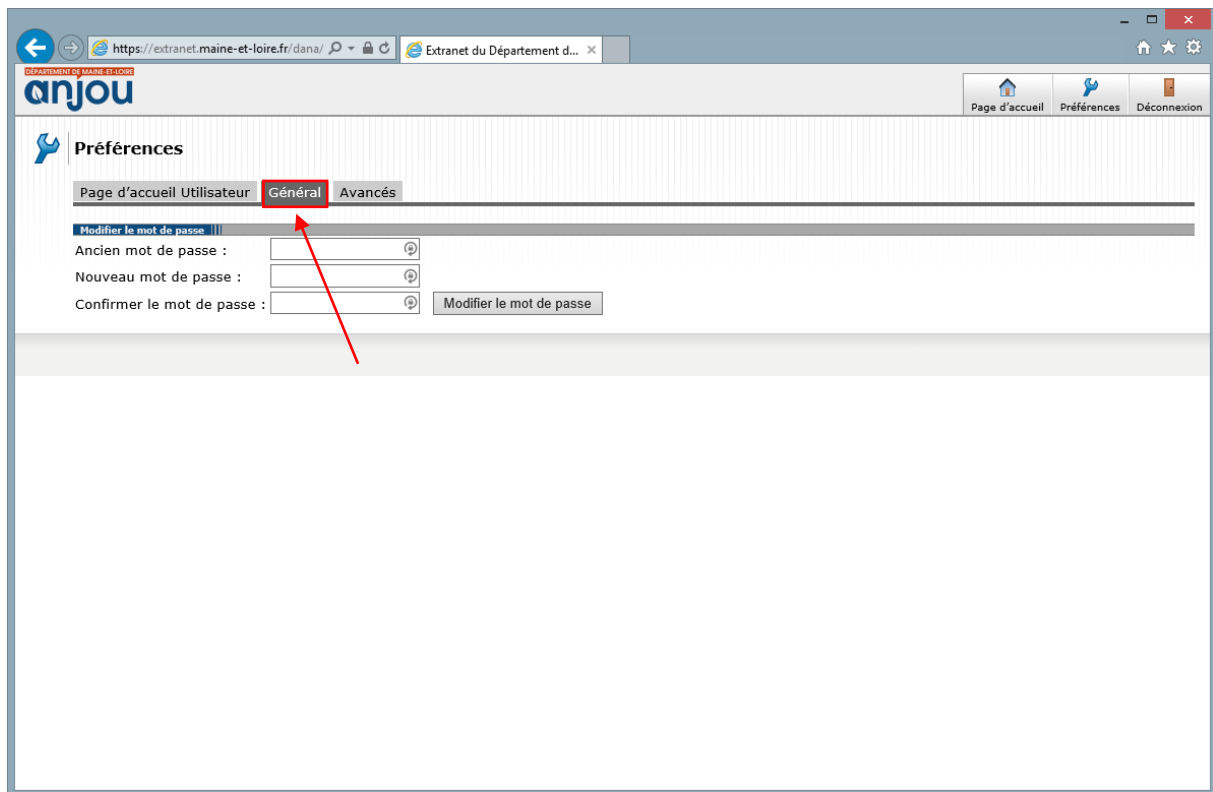 https://extranet.maine-et-loire.fr/dana/
Extranet du Département d...
DÉPARTEMENT DE MAINE-ET-LOIRE
anjou
Page d'accueil
Préférences
Déconnexion
Préférences
Page d'accueil Utilisateur
Général
Avancés
Modifier le mot de passe
Ancien mot de passe :
Nouveau mot de passe :
Confirmer le mot de passe :
Modifier le mot de passe